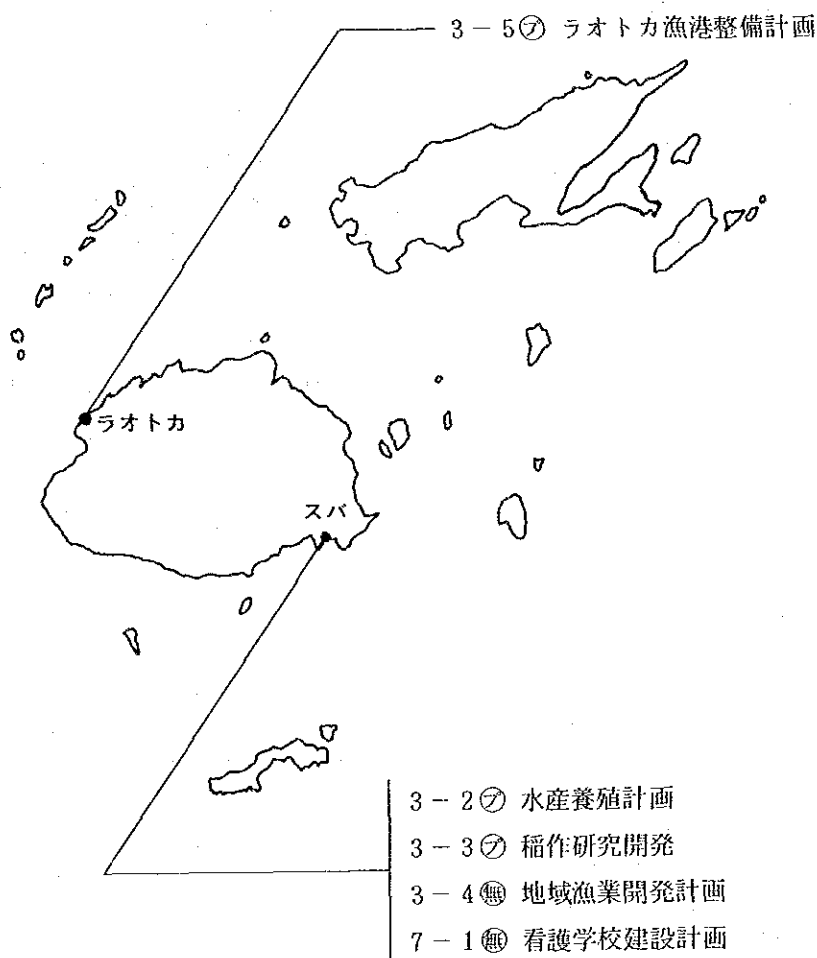 3－5㋫ ラオトカ漁港整備計画
ラオトカ
スバ
3－2㋫ 水産養殖計画
3－3㋫ 稲作研究開発
3－4㊀ 地域漁業開発計画
7－1 看護学校建設計画